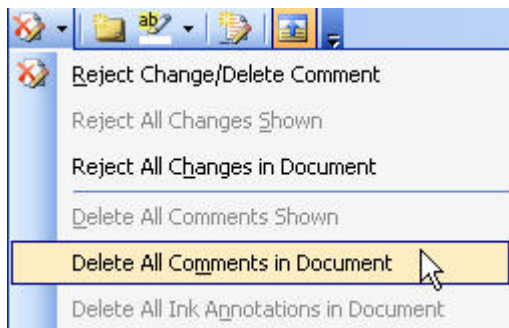 ab
Reject Change/Delete Comment
Reject All Changes Shown
Reject All Changes in Document
Delete All Comments Shown
Delete All Comments in Document
Delete All Ink Annotations in Document